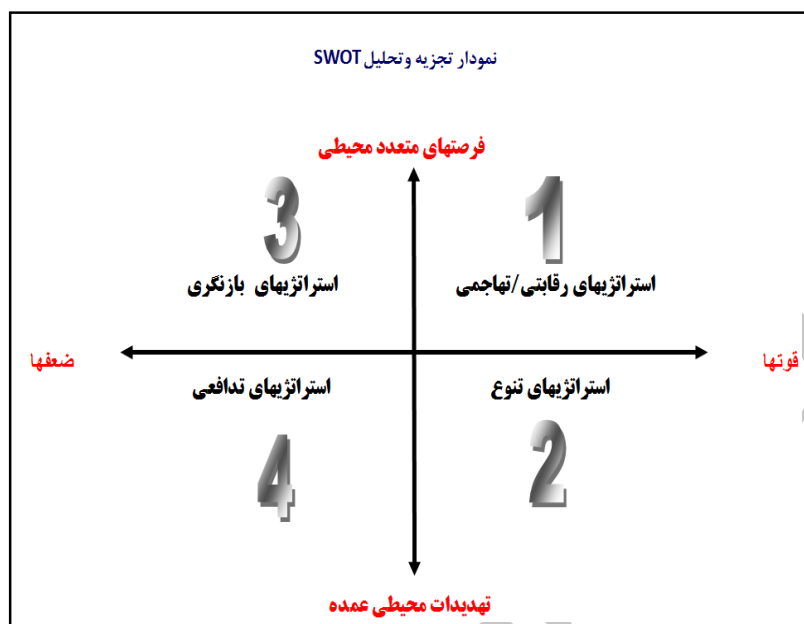 نمودار تجزیه وتحلیل SWOT
فرصتهای متعدد محیطی
1
3
استراتژیهای رقابتی/تهاجمی
استراتژیهای بازنگری
قوتها
ضعفها
استراتژیهای تنوع
استراتژیهای تدافعی
2
4
تهدیدات محیطی عمده